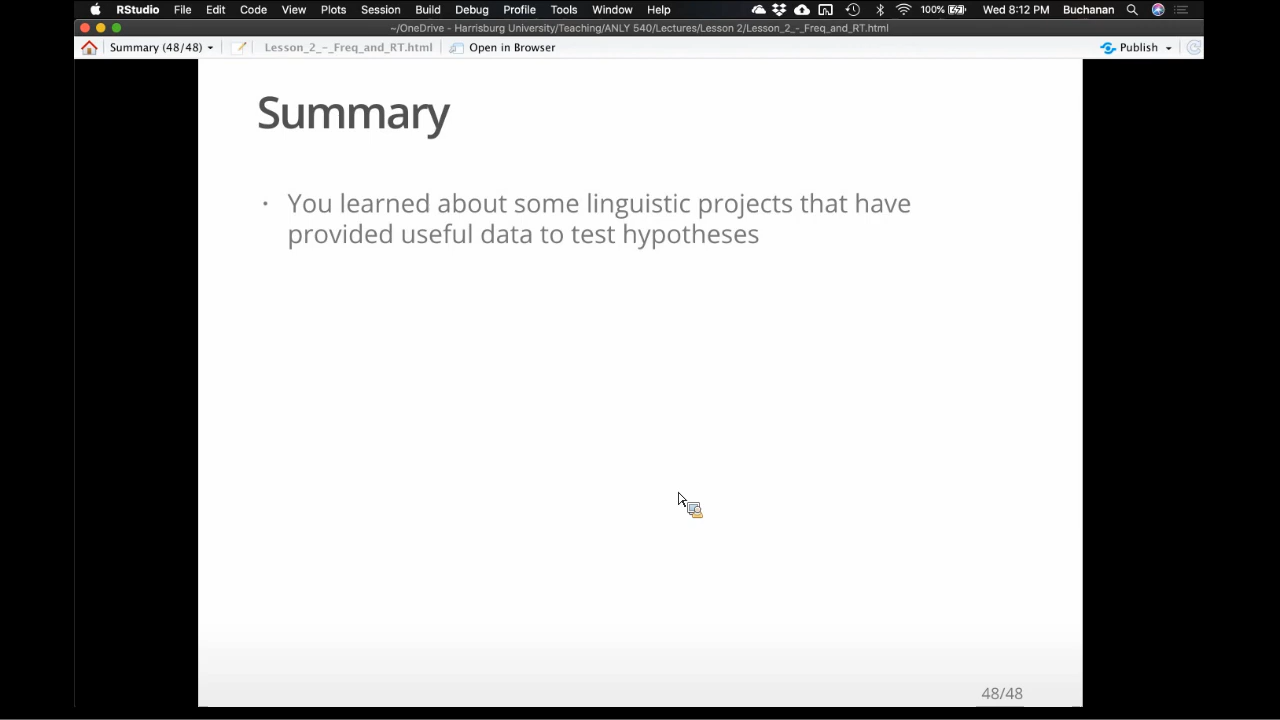 RStudio File Edit Code View Plots Session Build Debug Profile Tools Window Help 100% Wed 8:12 PM Buchanan
~/OneDrive - Harrisburg University/Teaching/ANLY 540/Lectures/Lesson 2/Lesson_2_-_Freq_and_RT.html
Summary (48/48) Lesson_2_-_Freq_and_RT.html Open in Browser Publish
Summary
• You learned about some linguistic projects that have
provided useful data to test hypotheses
48/48